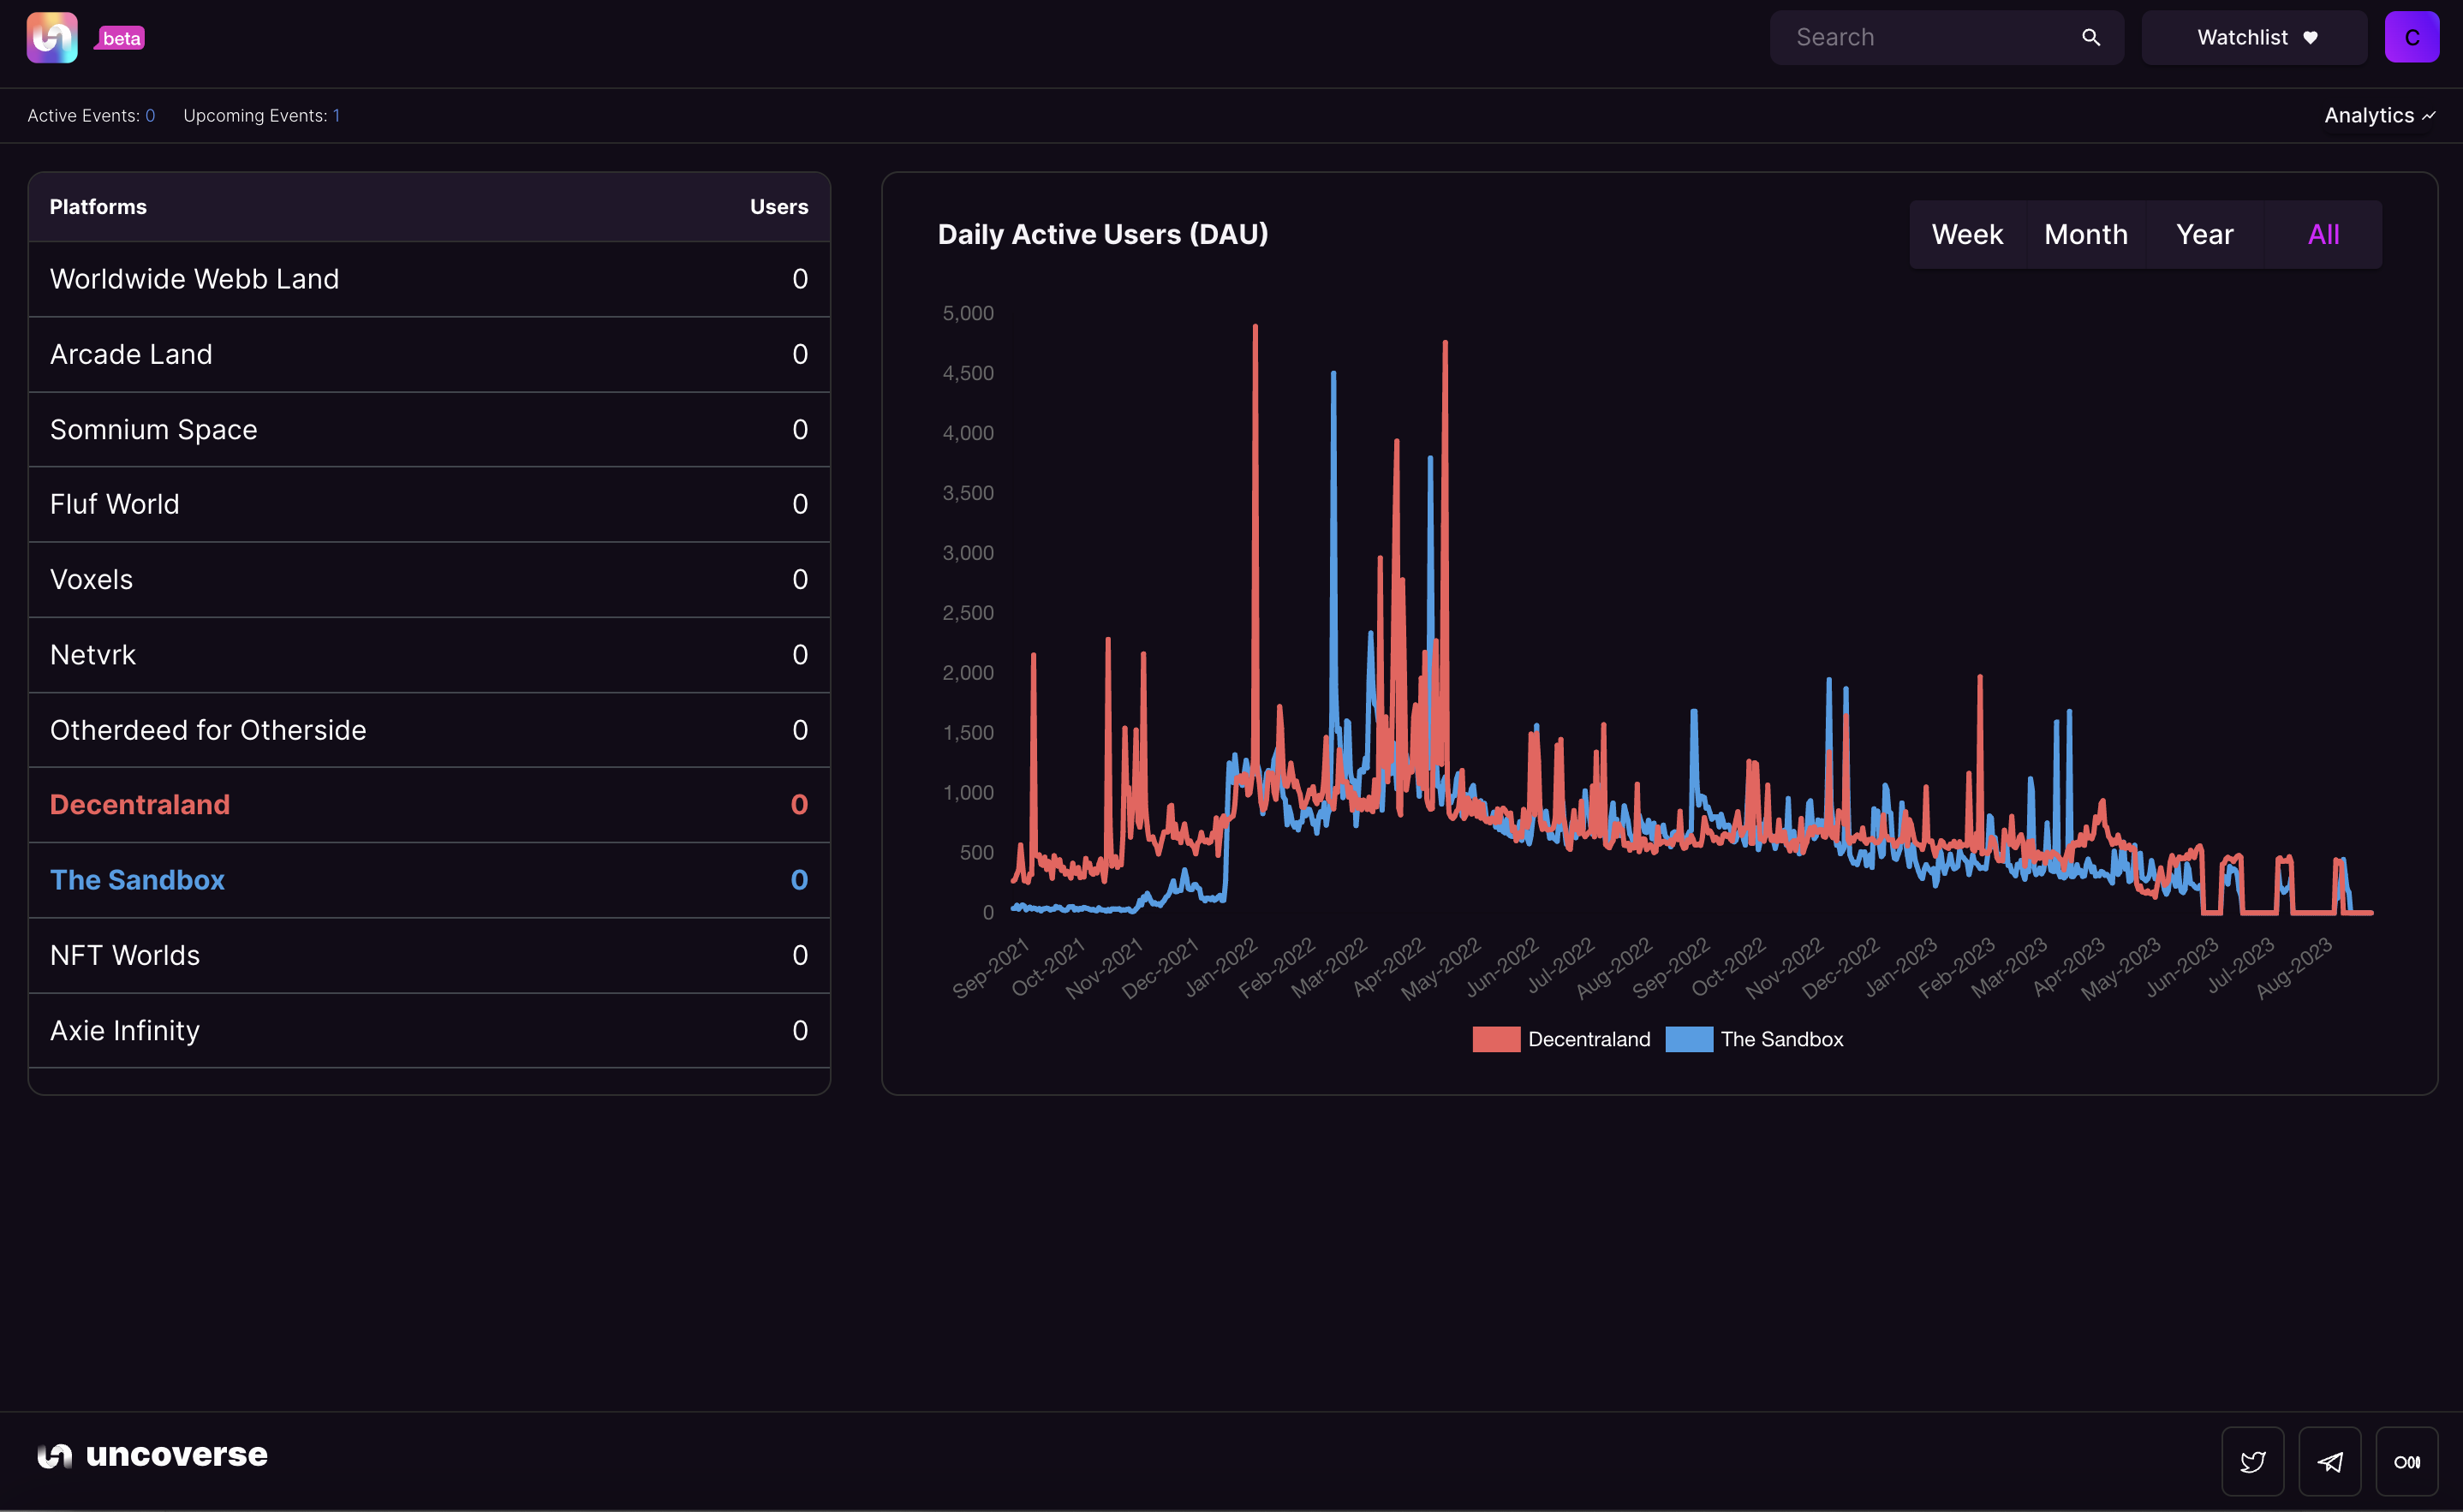 beta
Search
Watchlist
C
Active Events: 0 Upcoming Events: 1
Analytics
Platforms Users
Worldwide Webb Land 0
Arcade Land 0
Somnium Space 0
Fluf World 0
Voxels 0
Netvrk 0
Otherdeed for Otherside 0
Decentraland 0
The Sandbox 0
NFT Worlds 0
Axie Infinity 0
Daily Active Users (DAU)
Week Month Year All
5,000
4,500
4,000
3,500
3,000
2,500
2,000
1,500
1,000
500
0
Sep-2021 Oct-2021 Nov-2021 Dec-2021 Jan-2022 Feb-2022 Mar-2022 Apr-2022 May-2022 Jun-2022 Jul-2022 Aug-2022 Sep-2022 Oct-2022 Nov-2022 Dec-2022 Jan-2023 Feb-2023 Mar-2023 Apr-2023 May-2023 Jun-2023 Jul-2023 Aug-2023
Decentraland The Sandbox
uncoverse